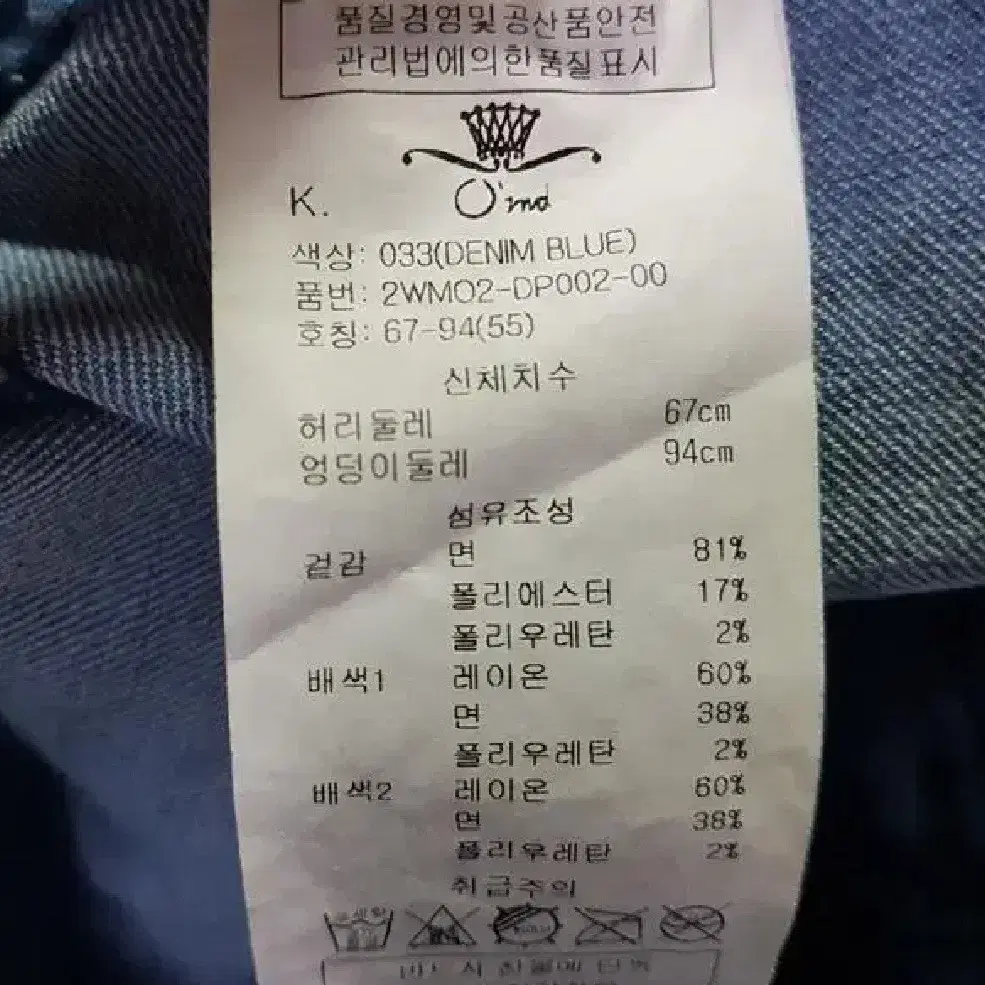 품질경영및공산품안전
관리법에의한품질표시
K.
O'2nd
색상: 033(DENIM BLUE)
품번: 2WMO2-DP002-00
호칭: 67-94(55)
신체치수
허리둘레 67cm
엉덩이둘레 94cm
섬유조성
겉감 면 81%
폴리에스터 17%
폴리우레탄 2%
배색1 레이온 60%
면 38%
폴리우레탄 2%
배색2 레이온 60%
면 38%
폴리우레탄 2%
취급주의